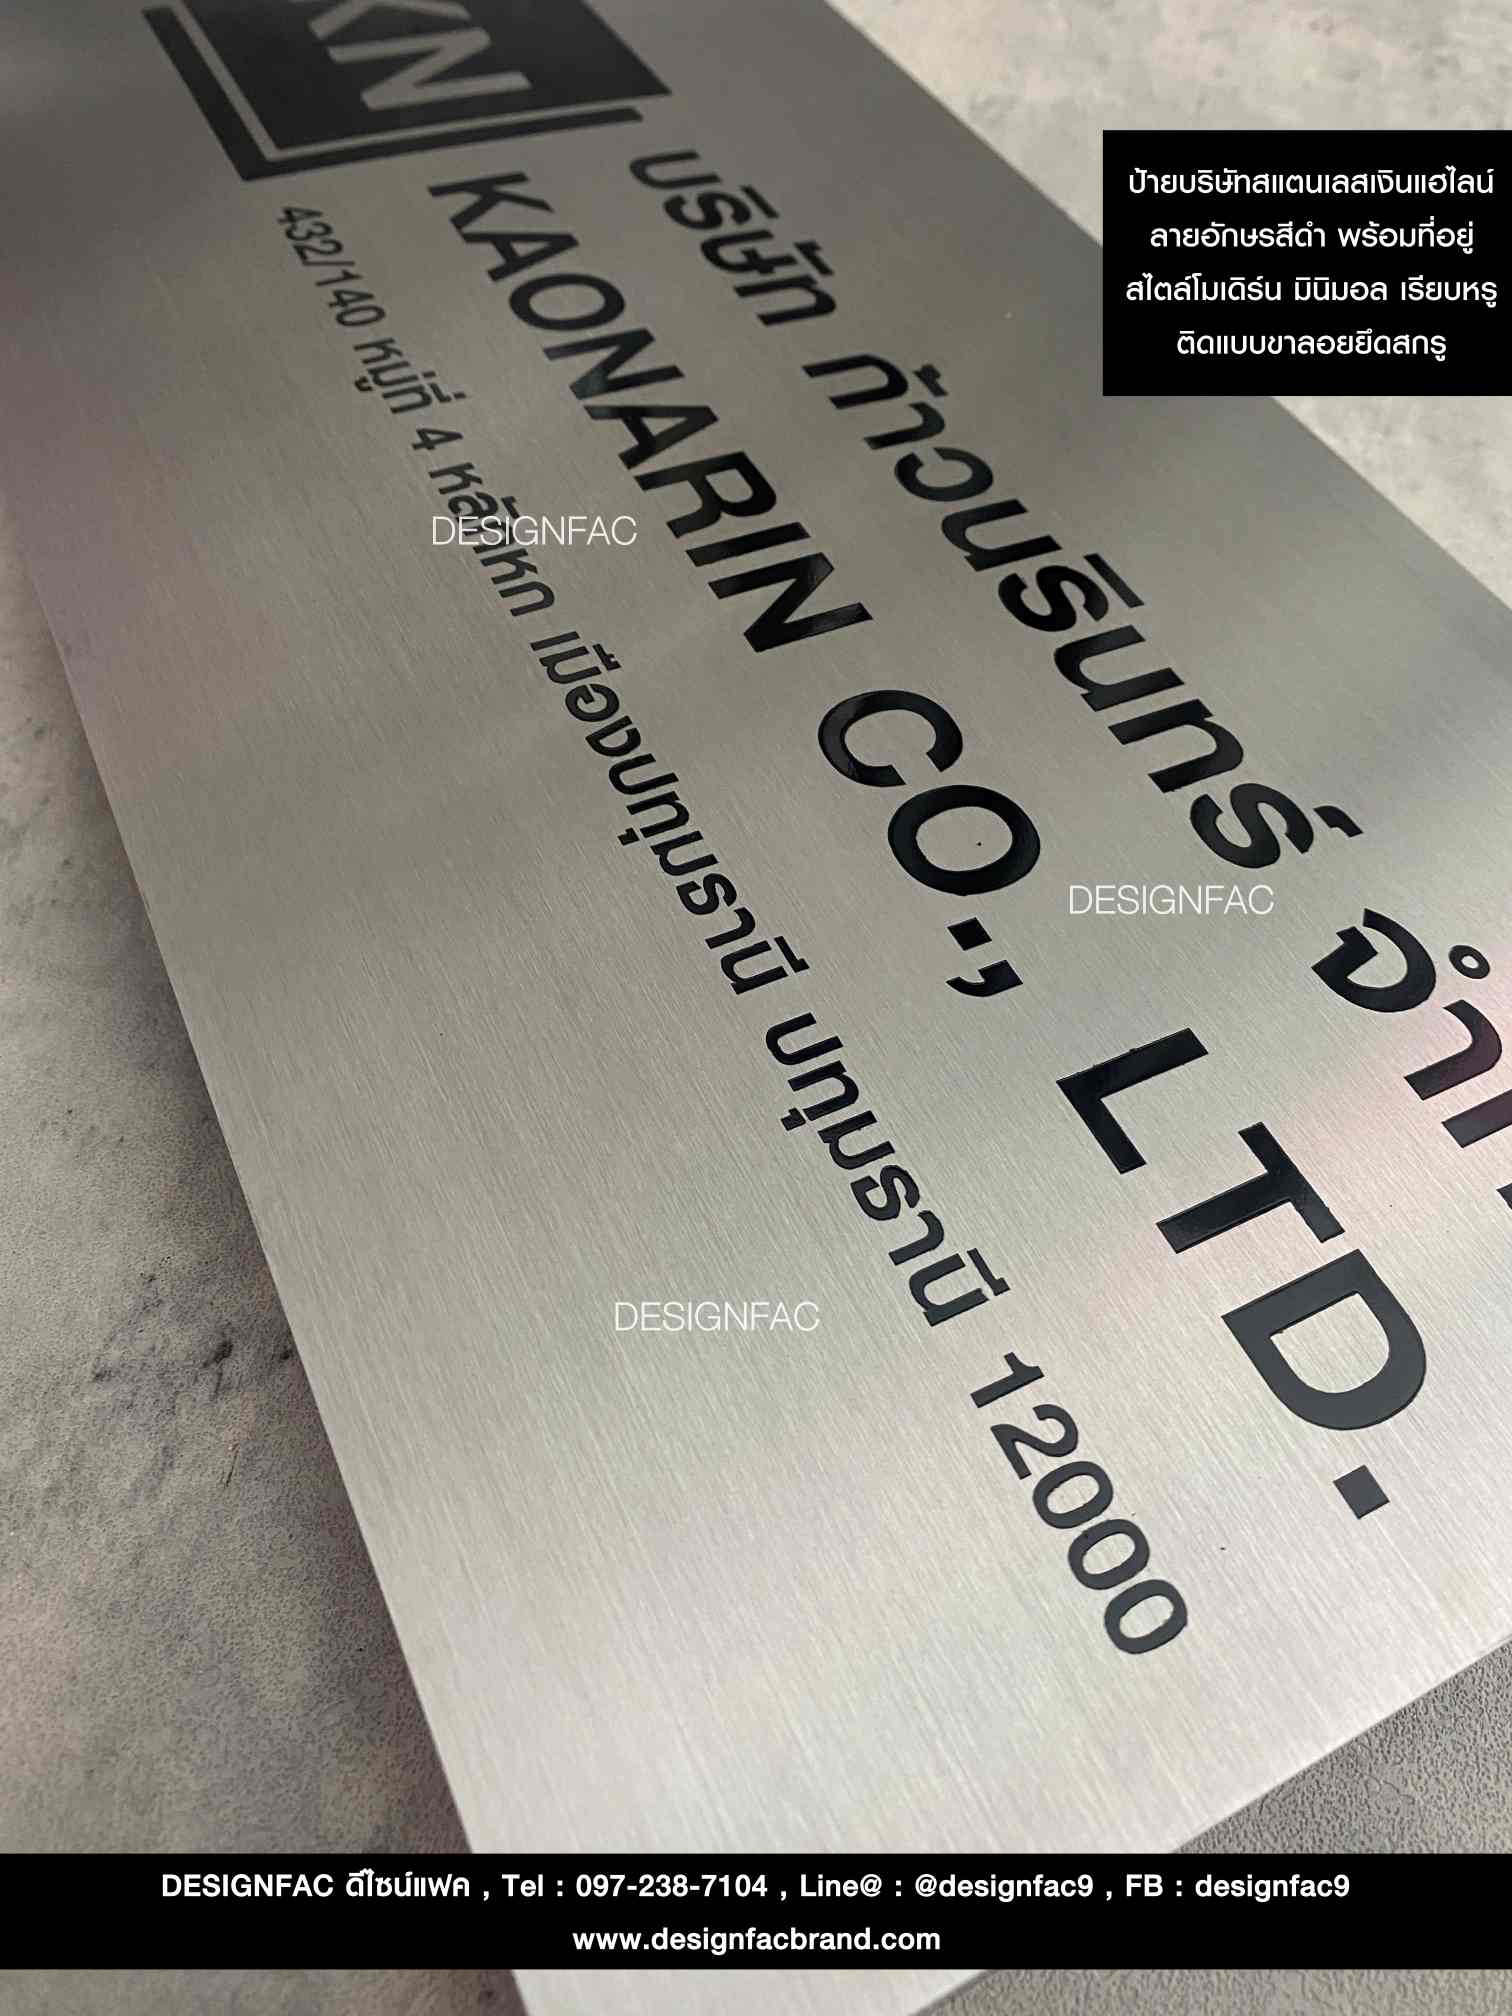 KN
บริษัท ก้าวนรินทร์ จำ
KAONARIN CO., LTD.
432/140 หมู่ที่ 4 หลักหก เมืองปทุมธานี ปทุมธานี 12000
ป้ายบริษัทสแตนเลสเงินแฮไลน์
ลายอักษรสีดำ พร้อมที่อยู่
สไตล์โมเดิร์น มินิมอล เรียบหรู
ติดแบบขาลอยยึดสกรู
DESIGNFAC
DESIGNFAC
DESIGNFAC
DESIGNFAC ดีไซน์แฟค , Tel : 097-238-7104 , Line@ : @designfac9 , FB : designfac9
www.designfacbrand.com